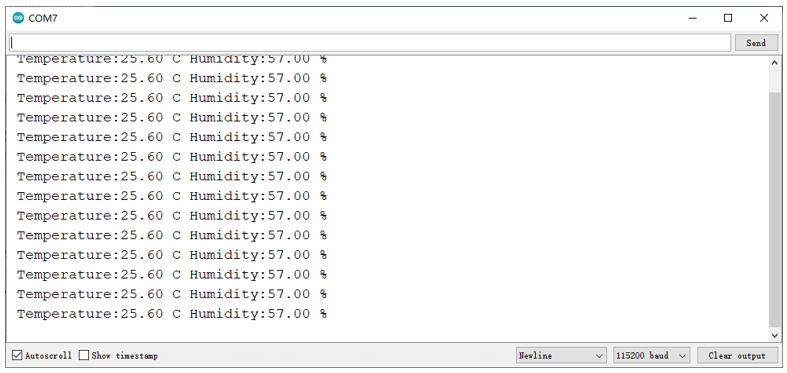 COM7
Send
Temperature:25.60 C Humidity:57.00 %
Temperature:25.60 C Humidity:57.00 %
Temperature:25.60 C Humidity:57.00 %
Temperature:25.60 C Humidity:57.00 %
Temperature:25.60 C Humidity:57.00 %
Temperature:25.60 C Humidity:57.00 %
Temperature:25.60 C Humidity:57.00 %
Temperature:25.60 C Humidity:57.00 %
Temperature:25.60 C Humidity:57.00 %
Temperature:25.60 C Humidity:57.00 %
Temperature:25.60 C Humidity:57.00 %
Temperature:25.60 C Humidity:57.00 %
Temperature:25.60 C Humidity:57.00 %
Temperature:25.60 C Humidity:57.00 %
Autoscroll Show timestamp Newline 115200 baud Clear output